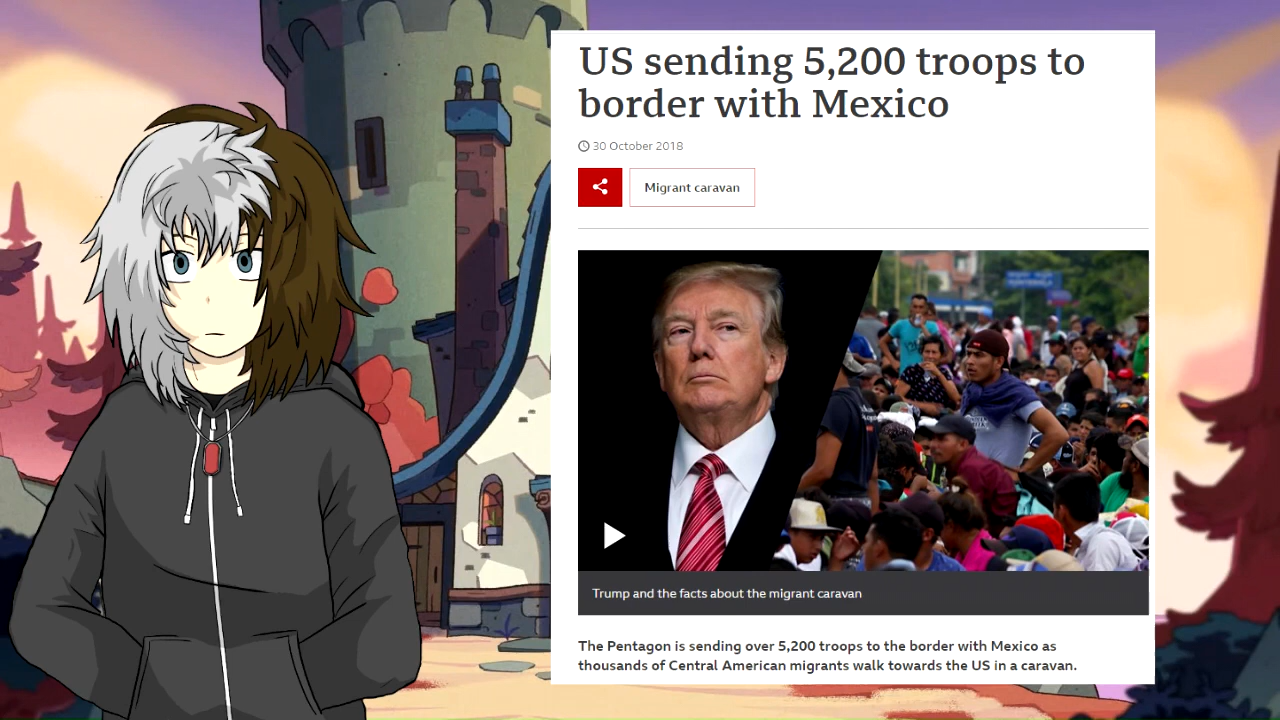 US sending 5,200 troops to
border with Mexico
30 October 2018
Migrant caravan
Trump and the facts about the migrant caravan
The Pentagon is sending over 5,200 troops to the border with Mexico as
thousands of Central American migrants walk towards the US in a caravan.